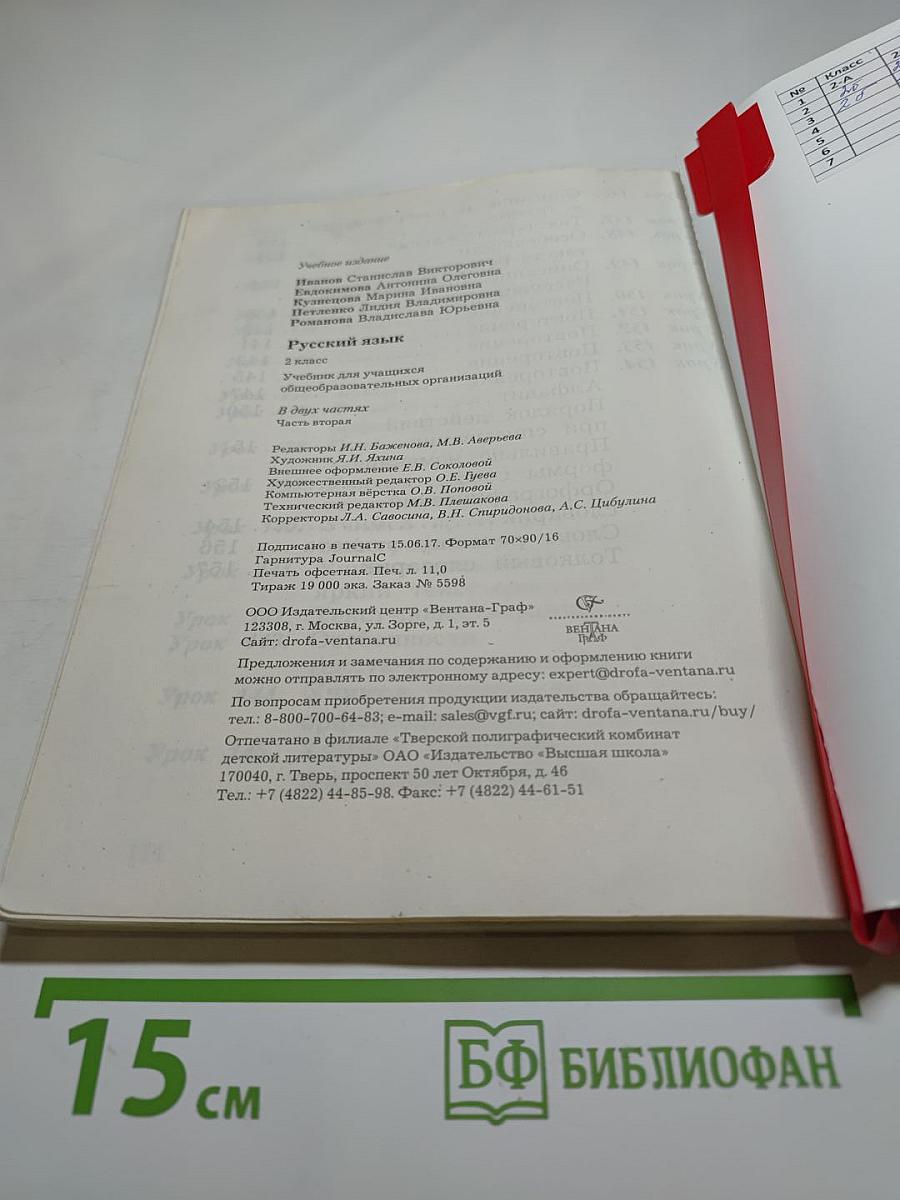 Учебное издание
Иванов Станислав Викторович
Евдокимова Антонина Олеговна
Кузнецова Марина Ивановна
Петленко Лидия Владимировна
Романова Владислава Юрьевна
Русский язык
2 класс
Учебник для учащихся
общеобразовательных организаций
В двух частях
Часть вторая
Редакторы И.Н. Баженова, М.В. Аверьева
Художник Я.И. Яхина
Внешнее оформление Е.В. Соколовой
Художественный редактор О.Е. Гуева
Компьютерная вёрстка О.В. Поповой
Технический редактор М.В. Плешакова
Корректоры Л.А. Савосина, В.Н. Спиридонова, А.С. Цибулина
Подписано в печать 15.06.17. Формат 70×90/16
Гарнитура JournalC
Печать офсетная. Печ. л. 11,0
Тираж 19 000 экз. Заказ № 5598
ООО Издательский центр «Вентана-Граф»
123308, г. Москва, ул. Зорге, д. 1, эт. 5
Сайт: drofa-ventana.ru
ВЕНТАНА
ГРАФ
Предложения и замечания по содержанию и оформлению книги
можно отправлять по электронному адресу: expert@drofa-ventana.ru
По вопросам приобретения продукции издательства обращайтесь:
тел.: 8-800-700-64-83; e-mail: sales@vgf.ru; сайт: drofa-ventana.ru/buy/
Отпечатано в филиале «Тверской полиграфический комбинат
детской литературы» ОАО «Издательство «Высшая школа»
170040, г. Тверь, проспект 50 лет Октября, д. 46
Тел.: +7 (4822) 44-85-98. Факс: +7 (4822) 44-61-51
№ Класс
1 2-А
2
3
4
5
6
7
15 см
БФ БИБЛИОФАН